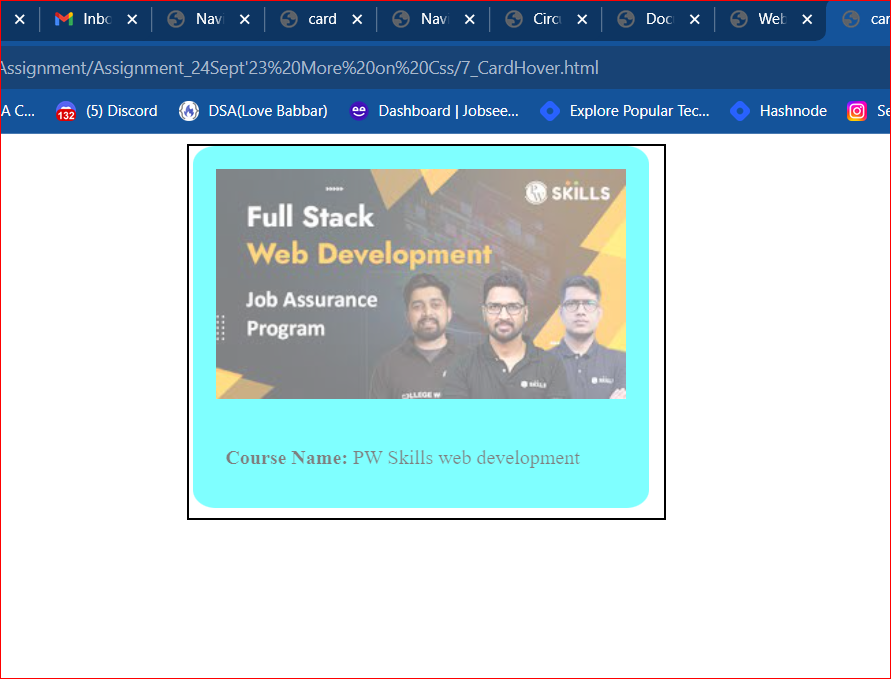 Inbc
Navi
card
Navi
Circu
Doc
Web
car
Assignment/Assignment_24Sept'23%20More%20on%20Css/7_CardHover.html
A C...
132
(5) Discord
DSA(Love Babbar)
Dashboard | Jobsee...
Explore Popular Tec...
Hashnode
Se
PW SKILLS
Full Stack
Web Development
Job Assurance
Program
SKILLS
COLLEGE W
Course Name: PW Skills web development